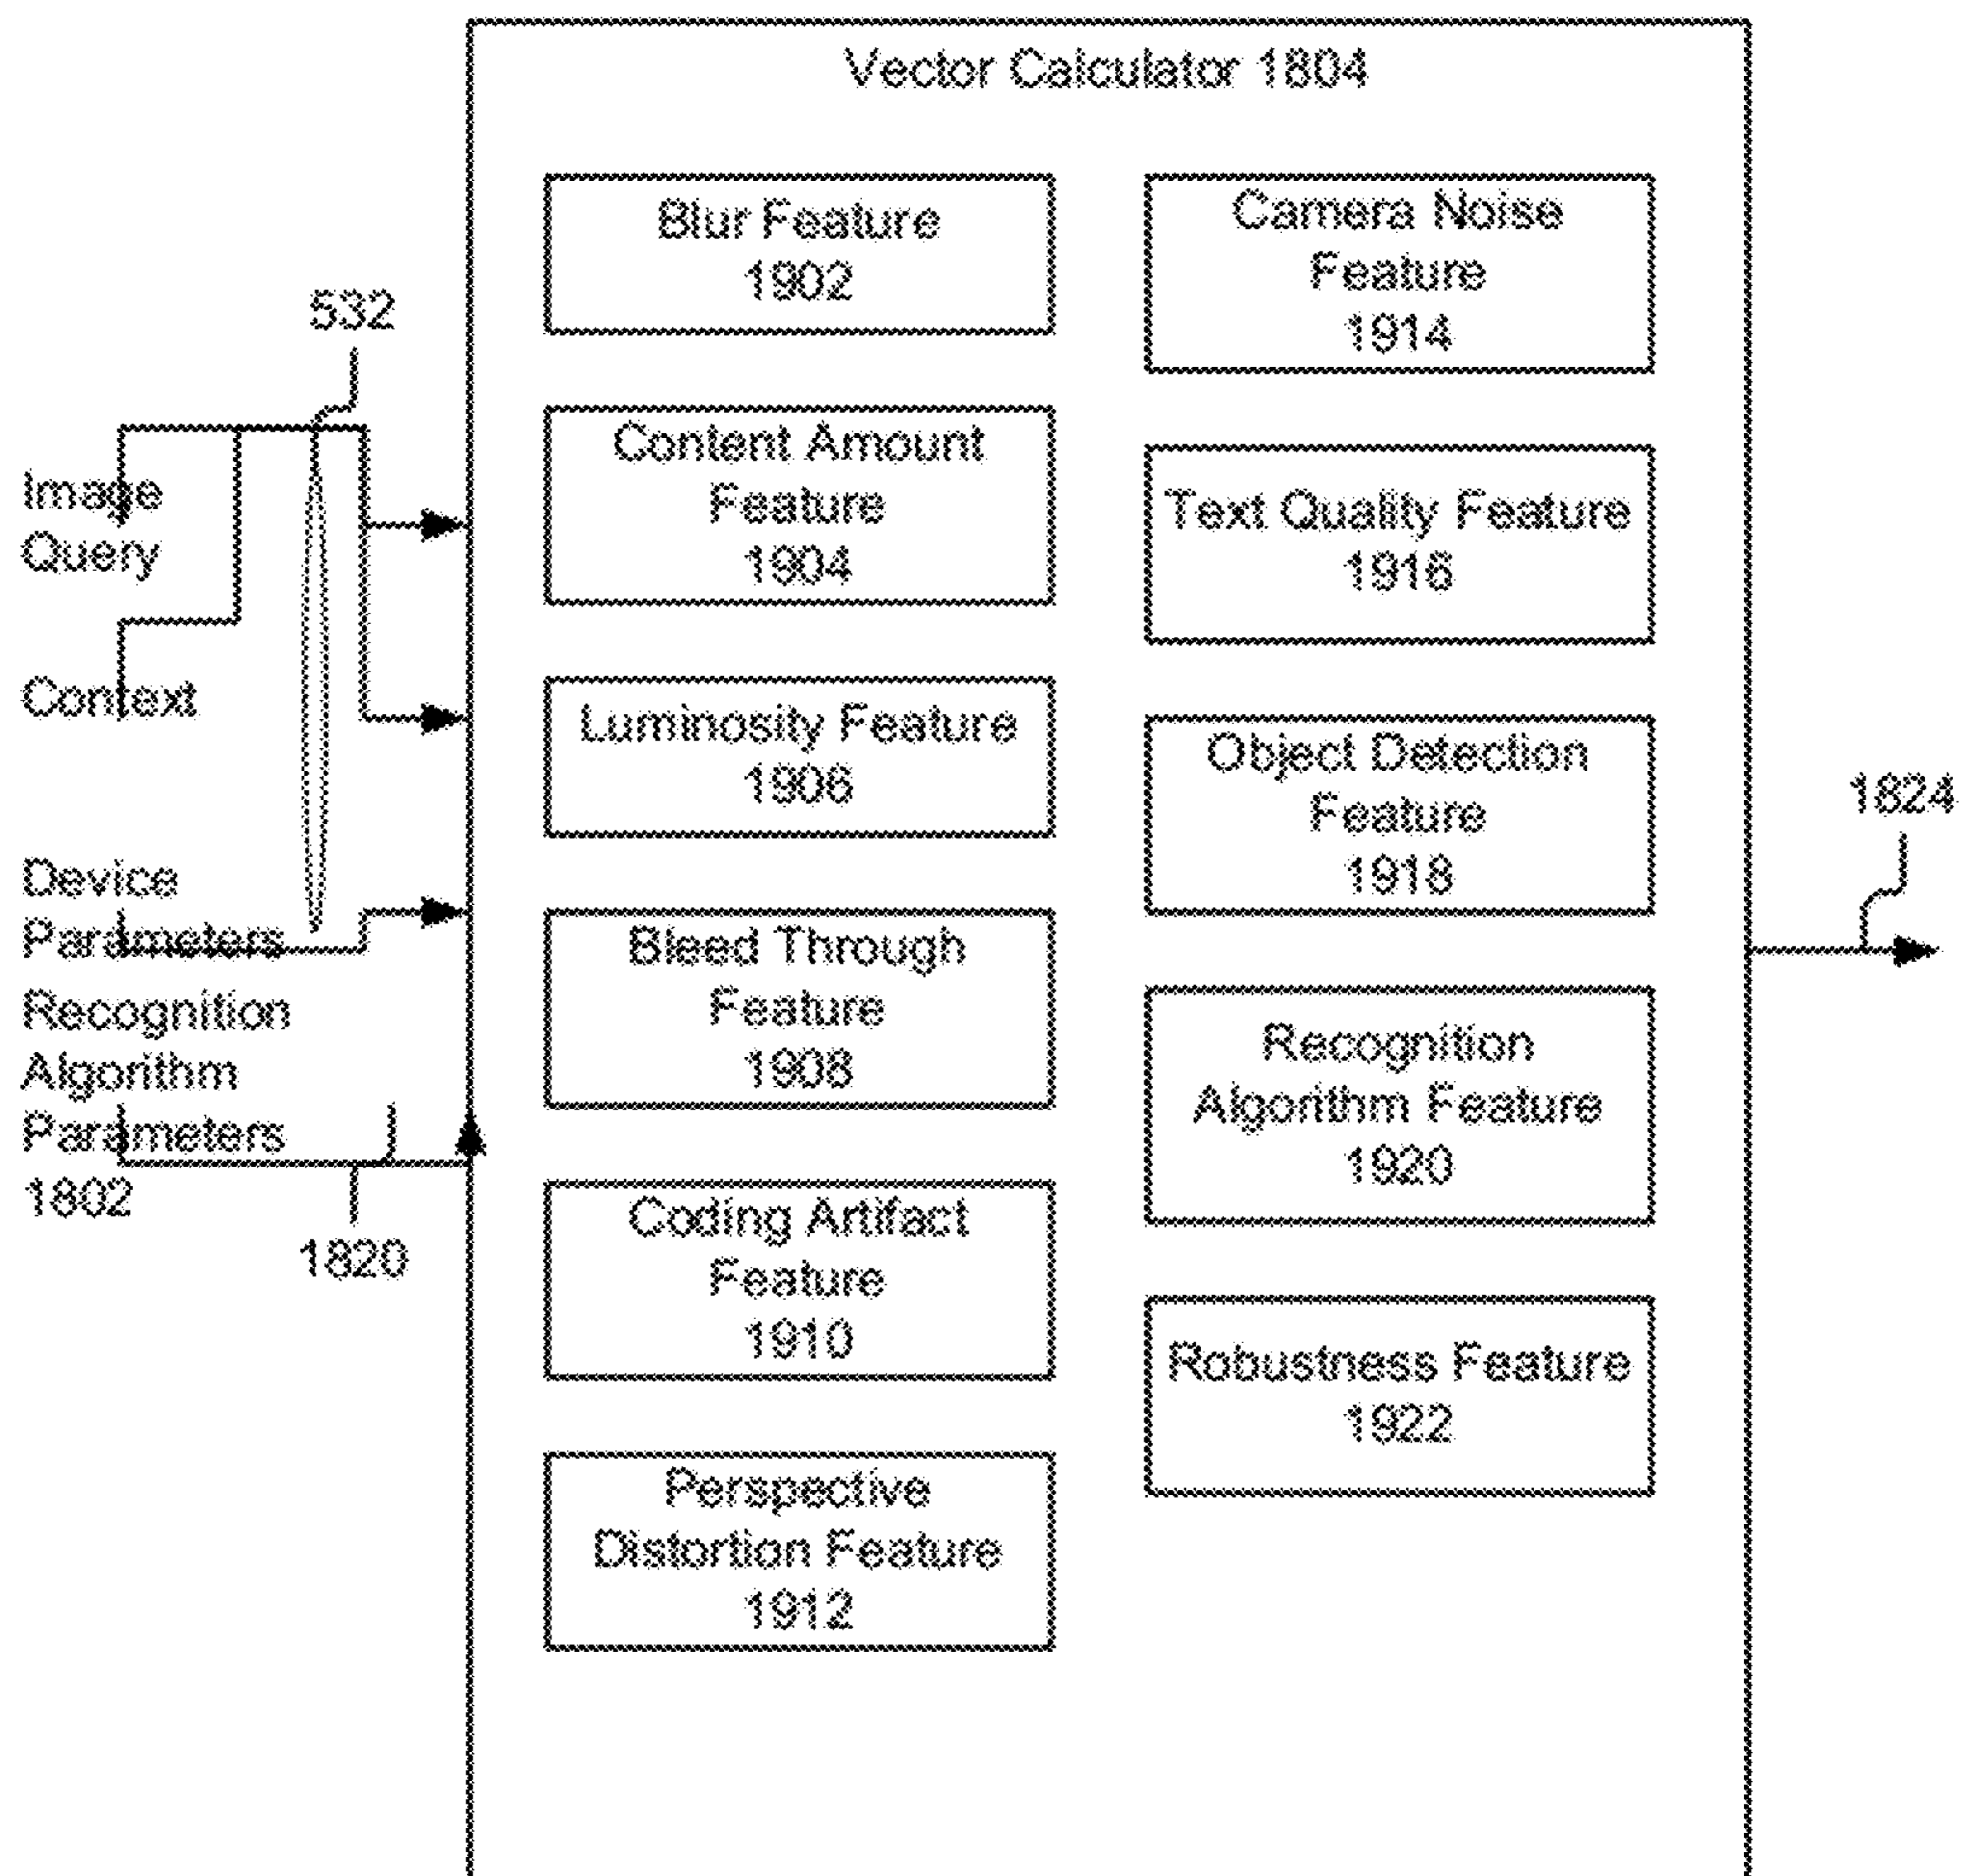 Vector Calculator 1804
Blur Feature
1902
Content Amount
Feature
1904
Luminosity Feature
1906
Bleed Through
Feature
1908
Coding Artifact
Feature
1910
Perspective
Distortion Feature
1912
Camera Noise
Feature
1914
Text Quality Feature
1916
Object Detection
Feature
1918
Recognition
Algorithm Feature
1920
Robustness Feature
1922
532
Image
Query
Context
Device
Parameters
Recognition
Algorithm
Parameters
1802
1820
1824